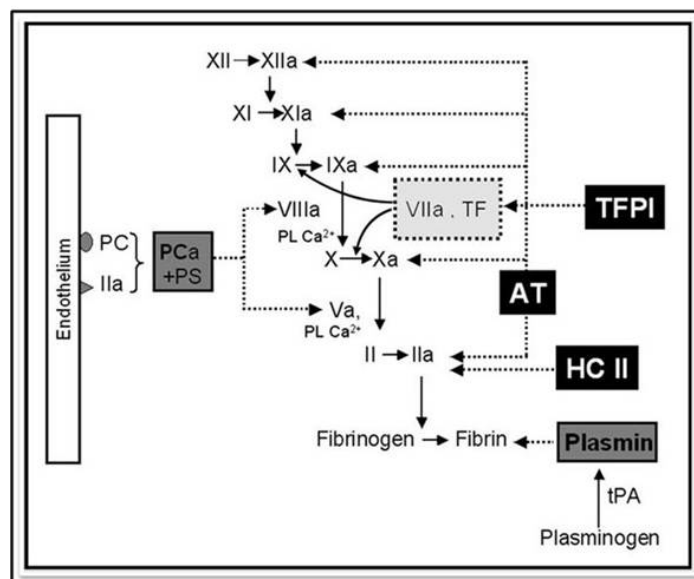 XII → XIIa
XI → XIa
IX → IXa
VIIIa
VIIa , TF
TFPI
PL Ca²⁺
Endothelium
PC
IIa
PCa
+PS
X → Xa
AT
Va,
PL Ca²⁺
II → IIa
HC II
Fibrinogen → Fibrin
Plasmin
tPA
Plasminogen